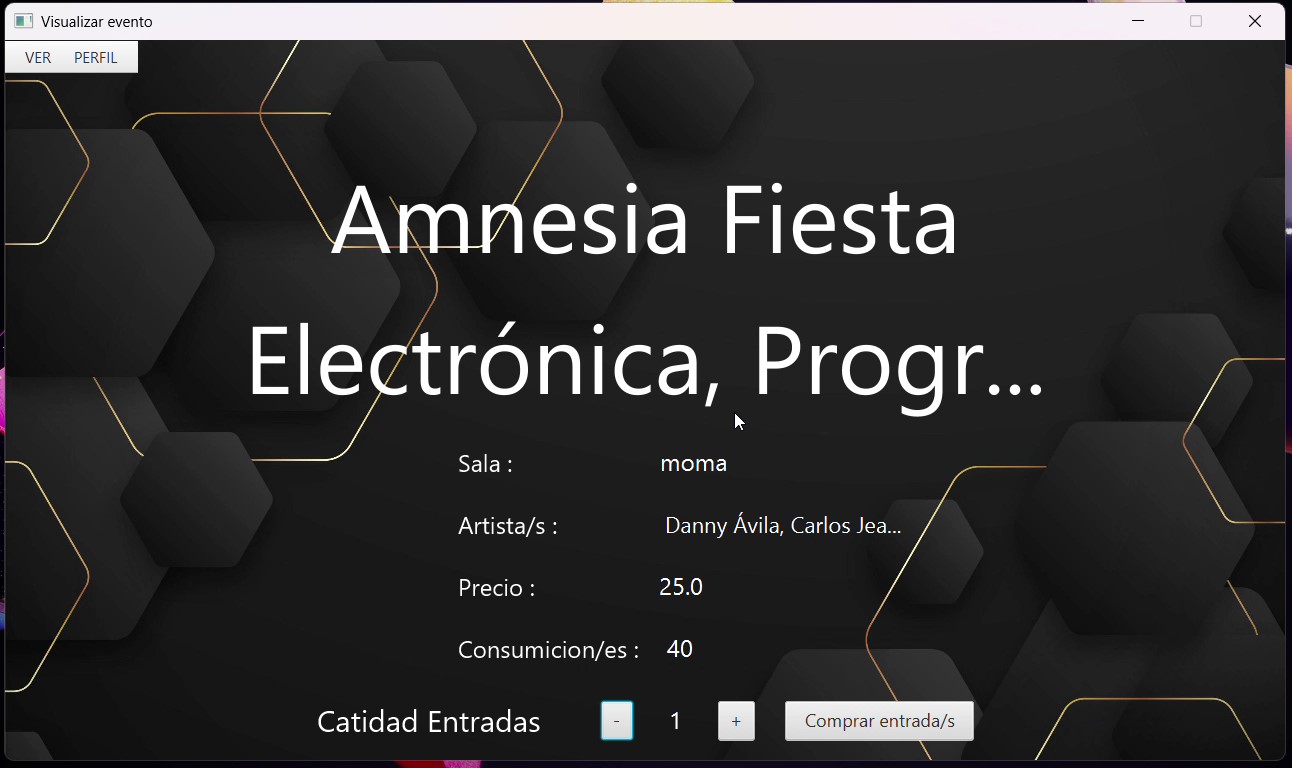 Visualizar evento
VER PERFIL
Amnesia Fiesta
Electrónica, Progr...
Sala : moma
Artista/s : Danny Ávila, Carlos Jea...
Precio : 25.0
Consumicion/es : 40
Catidad Entradas - 1 + Comprar entrada/s